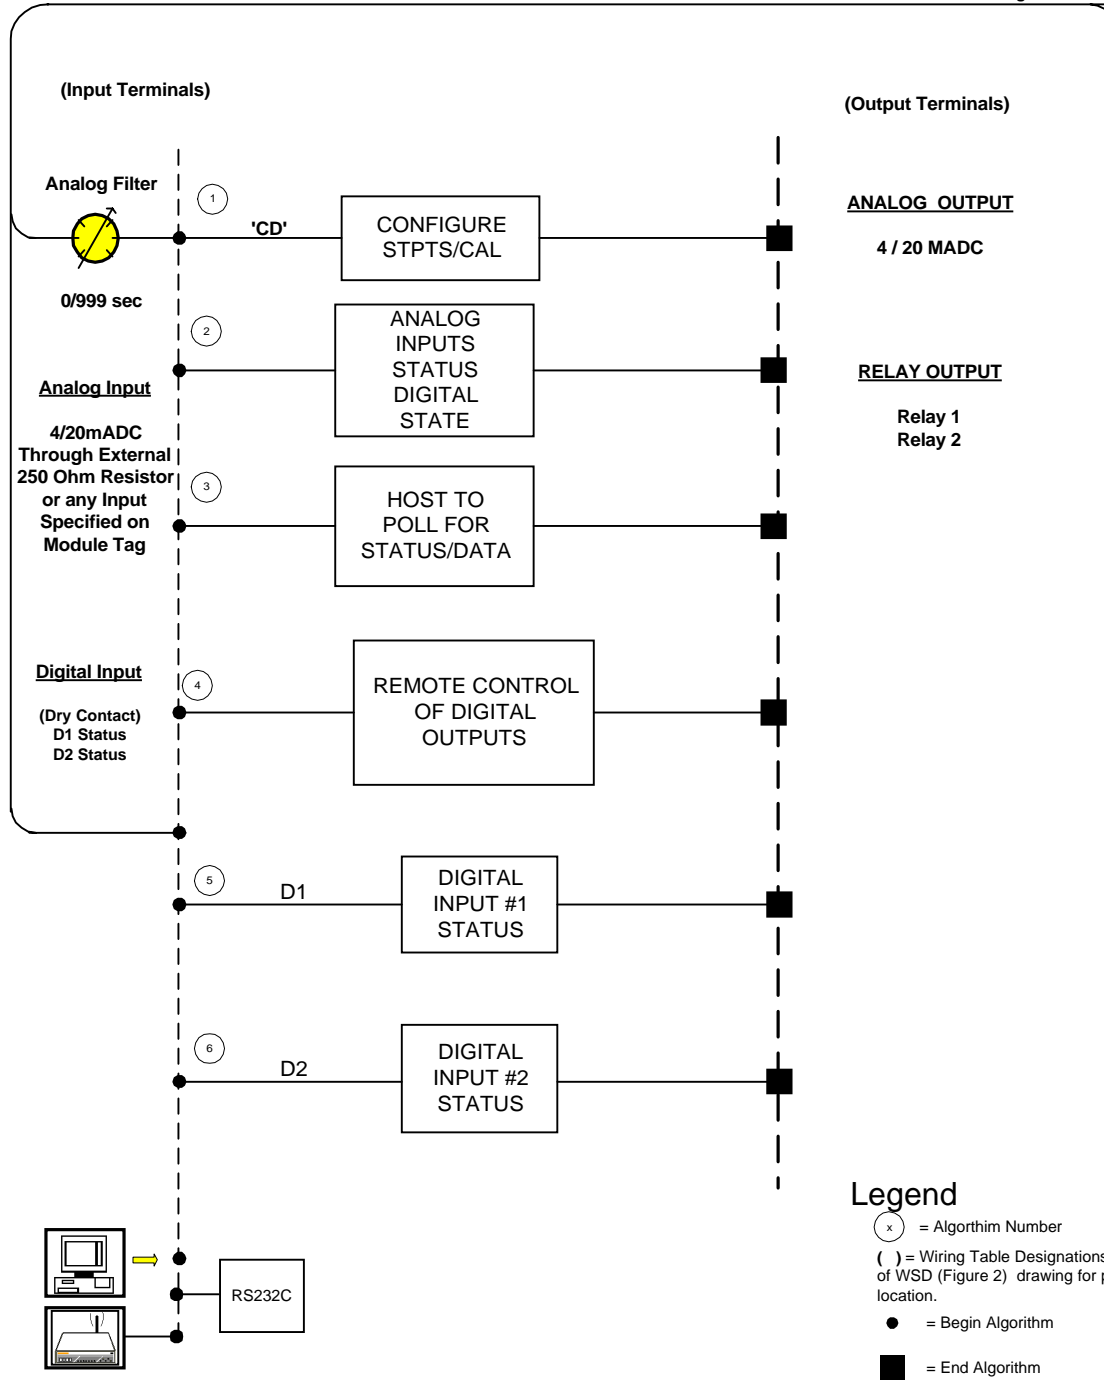 (Input Terminals)
(Output Terminals)
Analog Filter
0/999 sec
Analog Input
4/20mADC
Through External
250 Ohm Resistor
or any Input
Specified on
Module Tag
Digital Input
(Dry Contact)
D1 Status
D2 Status
1
'CD'
CONFIGURE
STPTS/CAL
2
ANALOG
INPUTS
STATUS
DIGITAL
STATE
3
HOST TO
POLL FOR
STATUS/DATA
4
REMOTE CONTROL
OF DIGITAL
OUTPUTS
5
D1
DIGITAL
INPUT #1
STATUS
6
D2
DIGITAL
INPUT #2
STATUS
RS232C
ANALOG OUTPUT
4 / 20 MADC
RELAY OUTPUT
Relay 1
Relay 2
Legend
x = Algorthim Number
( ) = Wiring Table Designations
of WSD (Figure 2) drawing for
location.
= Begin Algorithm
= End Algorithm